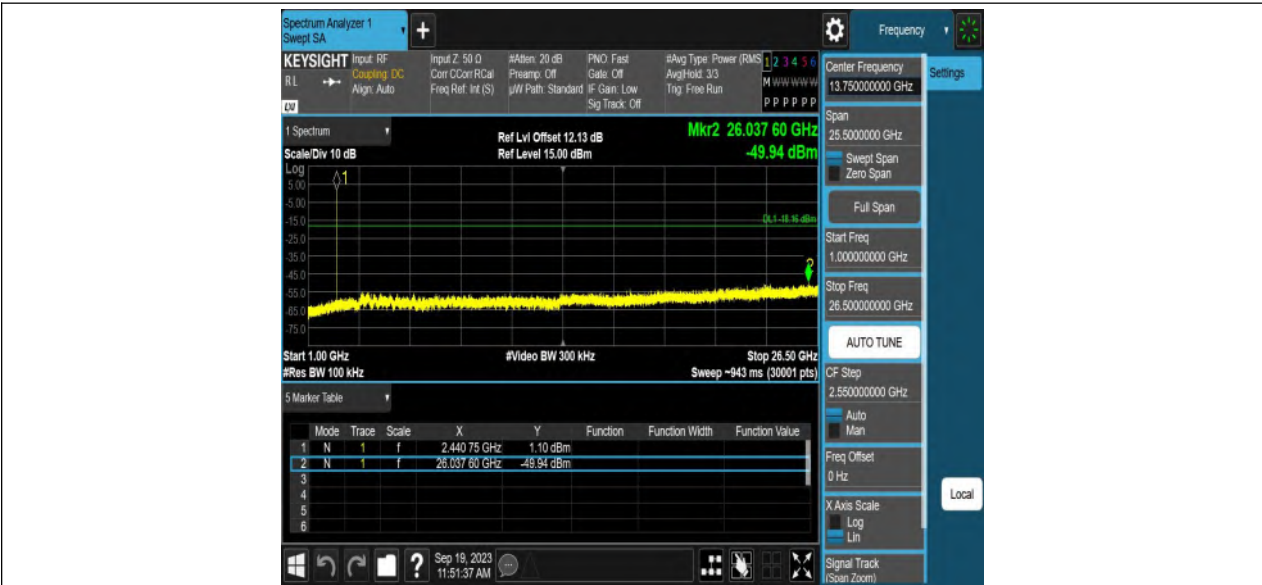 Spectrum Analyzer 1
Swept SA
+
Frequency
KEYSIGHT
RL
LXI
Input: RF
Coupling: DC
Align: Auto
Input Z: 50 Ω
Corr CCorr RCal
Freq Ref: Int (S)
#Atten: 20 dB
Preamp: Off
µW Path: Standard
PNO: Fast
Gate: Off
IF Gain: Low
Sig Track: Off
#Avg Type: Power (RMS
Avg|Hold: 3/3
Trig: Free Run
1 2 3 4 5 6
M W W W W W
P P P P P P
1 Spectrum
Scale/Div 10 dB
Ref Lvl Offset 12.13 dB
Ref Level 15.00 dBm
Mkr2 26.037 60 GHz
-49.94 dBm
Log
5.00
-5.00
-15.0
-25.0
-35.0
-45.0
-55.0
-65.0
-75.0
1
DL1 -18.16 dBm
2
Start 1.00 GHz
#Video BW 300 kHz
Stop 26.50 GHz
#Res BW 100 kHz
Sweep ~943 ms (30001 pts)
5 Marker Table
Mode Trace Scale X Y Function Function Width Function Value
1 N 1 f 2.440 75 GHz 1.10 dBm
2 N 1 f 26.037 60 GHz -49.94 dBm
3
4
5
6
?
Sep 19, 2023
11:51:37 AM
Center Frequency
13.750000000 GHz
Settings
Span
25.5000000 GHz
Swept Span
Zero Span
Full Span
Start Freq
1.000000000 GHz
Stop Freq
26.500000000 GHz
AUTO TUNE
CF Step
2.550000000 GHz
Auto
Man
Freq Offset
0 Hz
X Axis Scale
Log
Lin
Signal Track
(Span Zoom)
Local